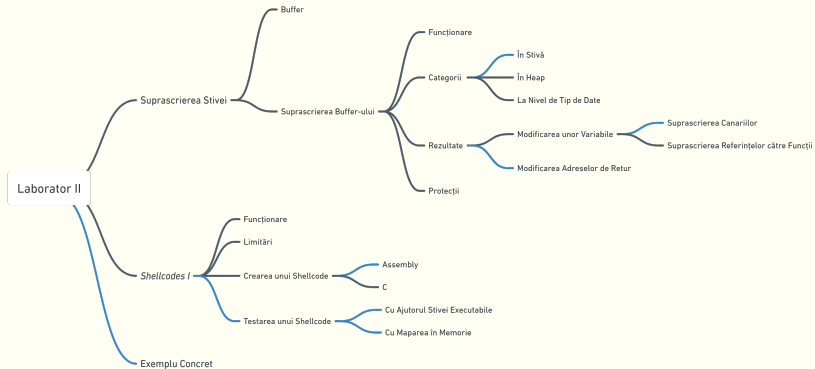 Laborator II
Suprascrierea Stivei
Buffer
Suprascrierea Buffer-ului
Funcționare
Categorii
În Stivă
În Heap
La Nivel de Tip de Date
Rezultate
Modificarea unor Variabile
Suprascrierea Canariilor
Suprascrierea Referințelor către Funcții
Modificarea Adreselor de Retur
Protecții
Shellcodes I
Funcționare
Limitări
Crearea unui Shellcode
Assembly
C
Testarea unui Shellcode
Cu Ajutorul Stivei Executabile
Cu Maparea în Memorie
Exemplu Concret